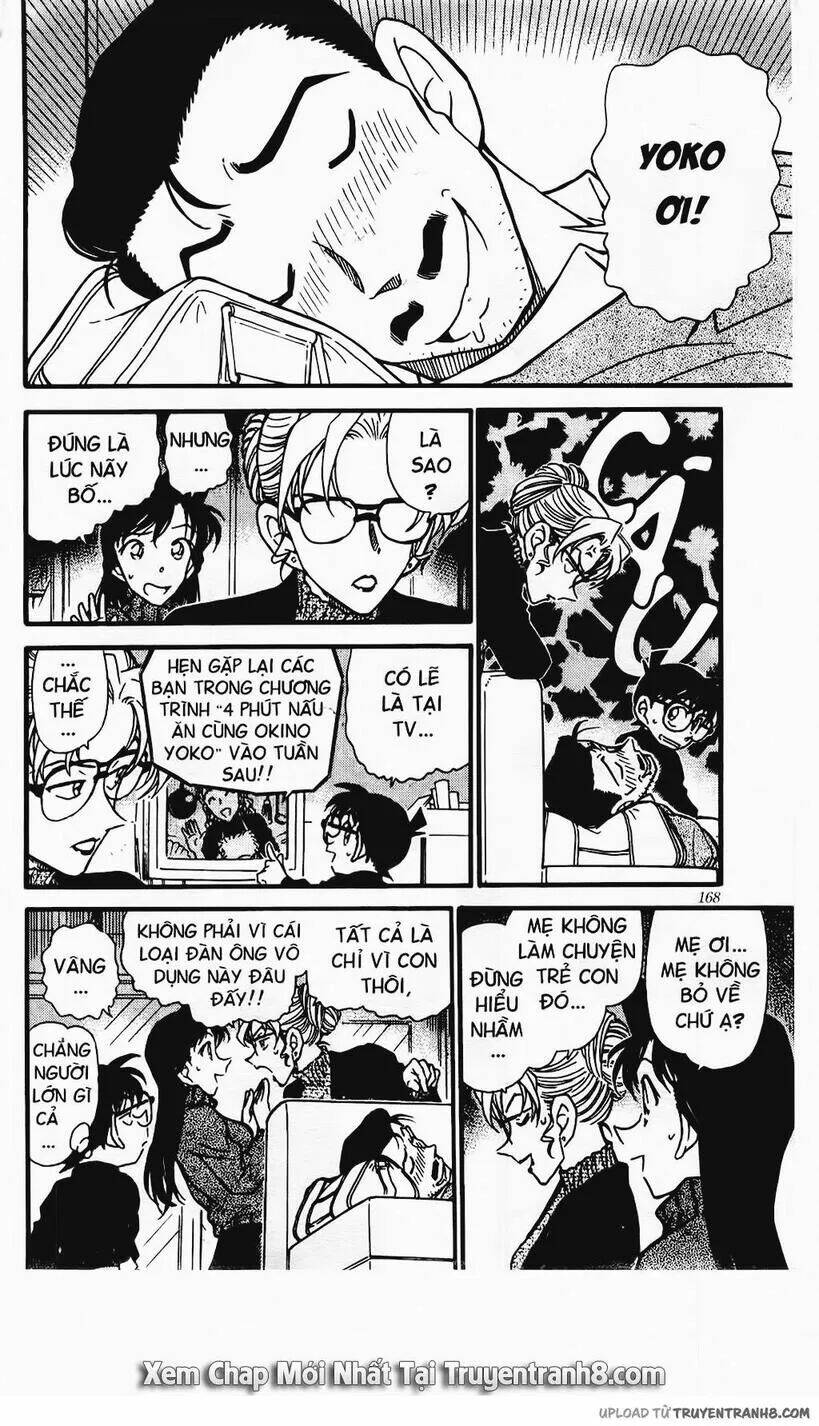 YOKO
ƠI!
CÁU
LÀ
SAO
?
NHƯNG
...
ĐÚNG LÀ
LÚC NÃY
BỐ...
CÓ LẼ
LÀ TẠI
TV...
HẸN GẶP LẠI CÁC
BẠN TRONG CHƯƠNG
TRÌNH "4 PHÚT NẤU
ĂN CÙNG OKINO
YOKO" VÀO TUẦN
SAU!!
...
CHẮC
THẾ
...
168
MẸ ƠI...
MẸ KHÔNG
BỎ VỀ
CHỨ Ạ?
MẸ KHÔNG
LÀM CHUYỆN
TRẺ CON
ĐÓ...
ĐỪNG
HIỂU
NHẦM
...
TẤT CẢ LÀ
CHỈ VÌ CON
THÔI,
KHÔNG PHẢI VÌ CÁI
LOẠI ĐÀN ÔNG VÔ
DỤNG NÀY ĐÂU
ĐẤY!!
VÂNG
...
CHẲNG
NGƯỜI
LỚN GÌ
CẢ
...
Xem Chap Mới Nhất Tại Truyentranh8.com
UPLOAD TỪ TRUYENTRANH8.COM